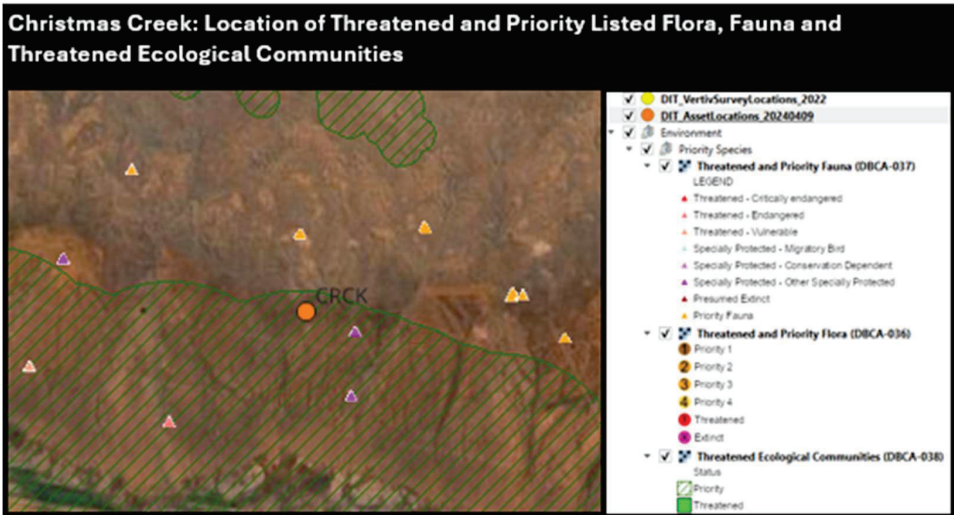 Christmas Creek: Location of Threatened and Priority Listed Flora, Fauna and
Threatened Ecological Communities
CRCK
DIT_VertivSurveyLocations_2022
DIT_AssetLocations_20240409
Environment
Priority Species
Threatened and Priority Fauna (DBCA-037)
LEGEND
Threatened - Critically endangered
Threatened - Endangered
Threatened - Vulnerable
Specially Protected - Migratory Bird
Specially Protected - Conservation Dependent
Specially Protected - Other Specially Protected
Presumed Extinct
Priority Fauna
Threatened and Priority Flora (DBCA-036)
1 Priority 1
2 Priority 2
3 Priority 3
4 Priority 4
Threatened
Extinct
Threatened Ecological Communities (DBCA-038)
Status
Priority
Threatened